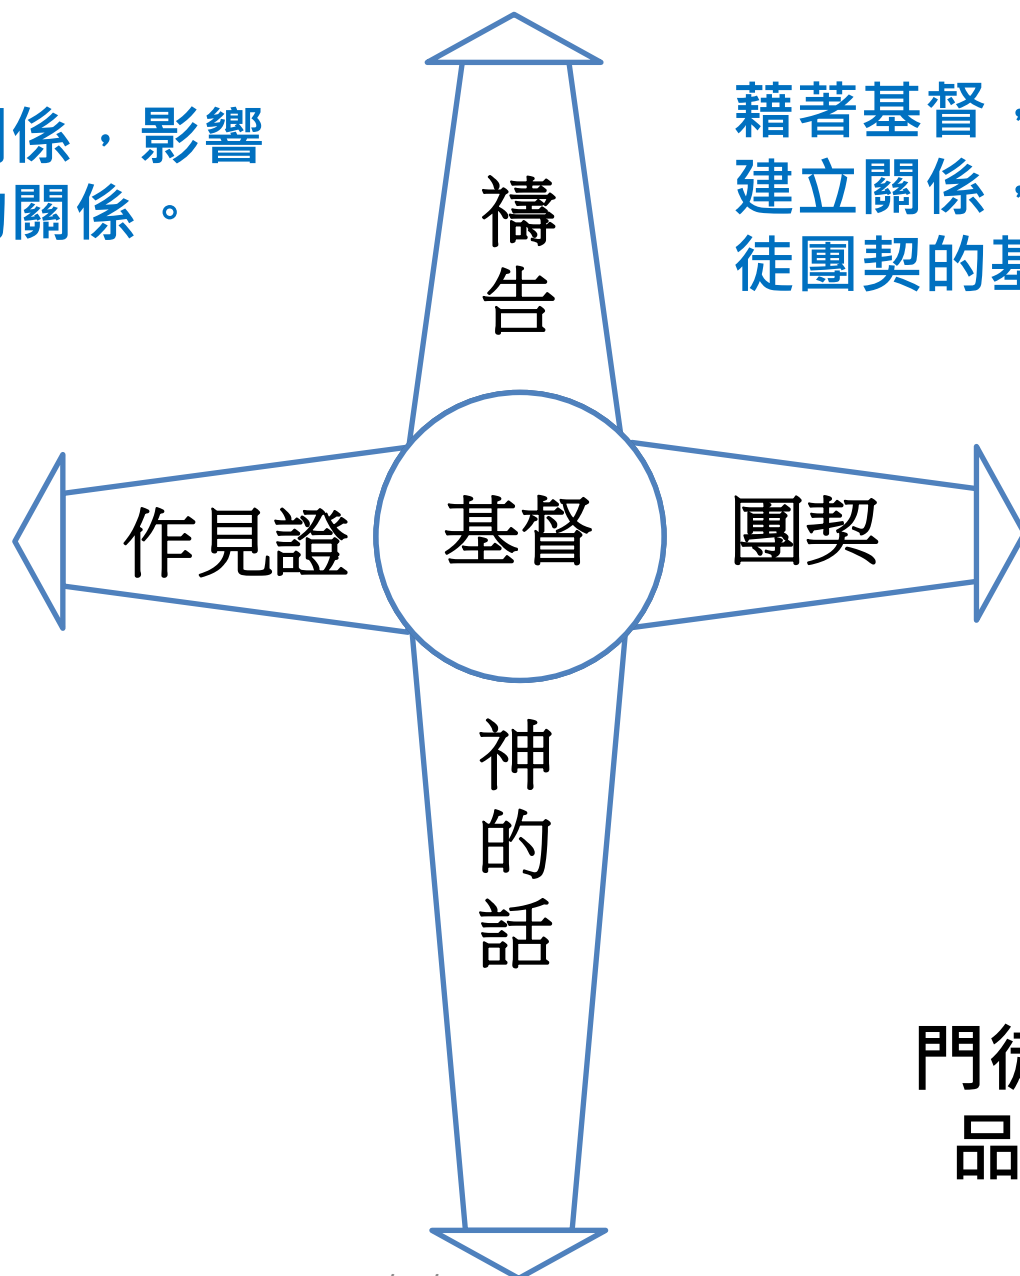 係，影響
關係。
藉著基督，
建立關係，
徒團契的
禱告
作見證
基督
團契
神的話
門
品